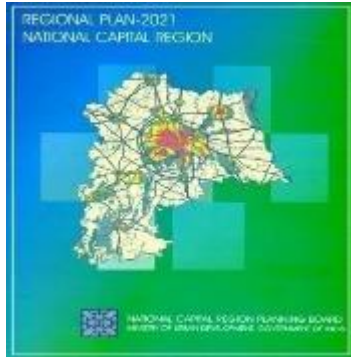 REGIONAL PLAN-2021
NATIONAL CAPITAL REGION
NATIONAL CAPITAL REGION PLANNING BOARD
MINISTRY OF URBAN DEVELOPMENT, GOVERNMENT OF INDIA